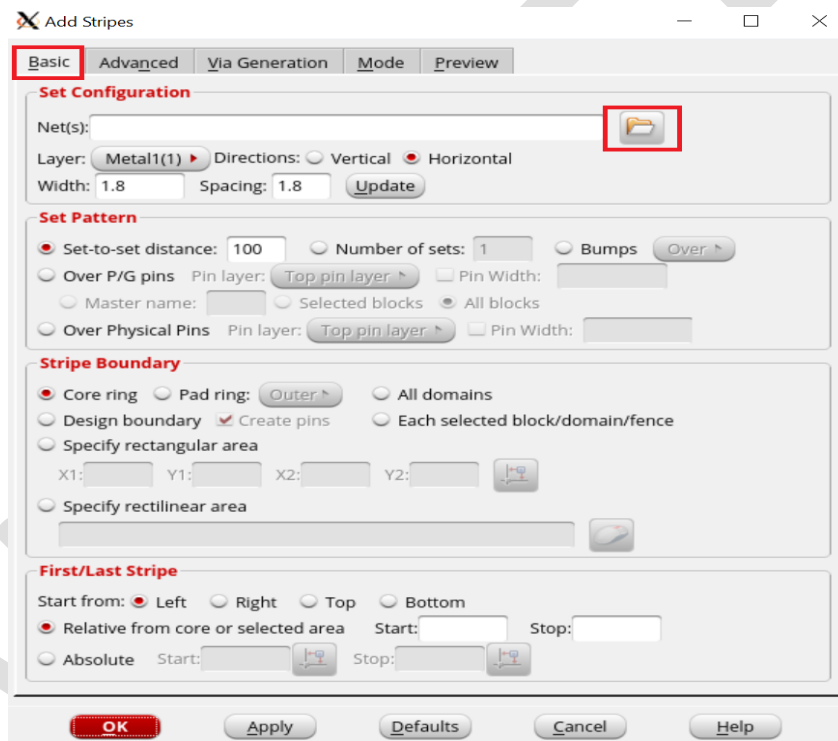 Add Stripes
Basic Advanced Via Generation Mode Preview
Set Configuration
Net(s):
Layer: Metal1(1) Directions: Vertical Horizontal
Width: 1.8 Spacing: 1.8 Update
Set Pattern
Set-to-set distance: 100 Number of sets: 1 Bumps Over
Over P/G pins Pin layer: Top pin layer Pin Width:
Master name: Selected blocks All blocks
Over Physical Pins Pin layer: Top pin layer Pin Width:
Stripe Boundary
Core ring Pad ring: Outer All domains
Design boundary Create pins Each selected block/domain/fence
Specify rectangular area
X1: Y1: X2: Y2:
Specify rectilinear area
First/Last Stripe
Start from: Left Right Top Bottom
Relative from core or selected area Start: Stop:
Absolute Start: Stop:
OK Apply Defaults Cancel Help